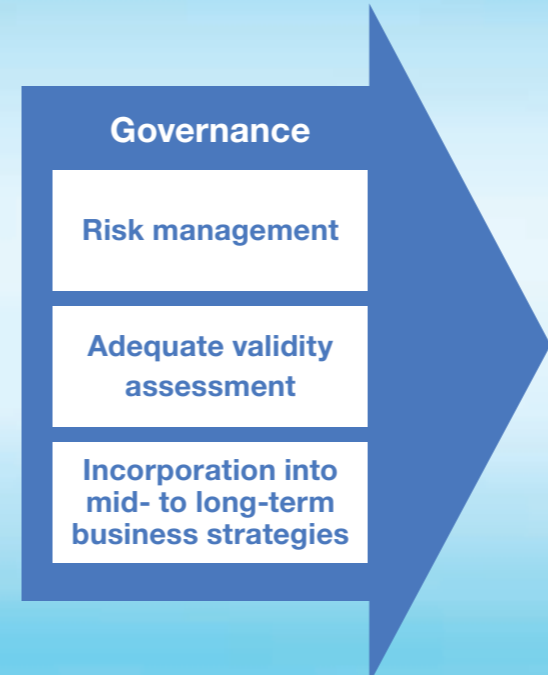 Governance
Risk management
Adequate validity
assessment
Incorporation into
mid- to long-term
business strategies